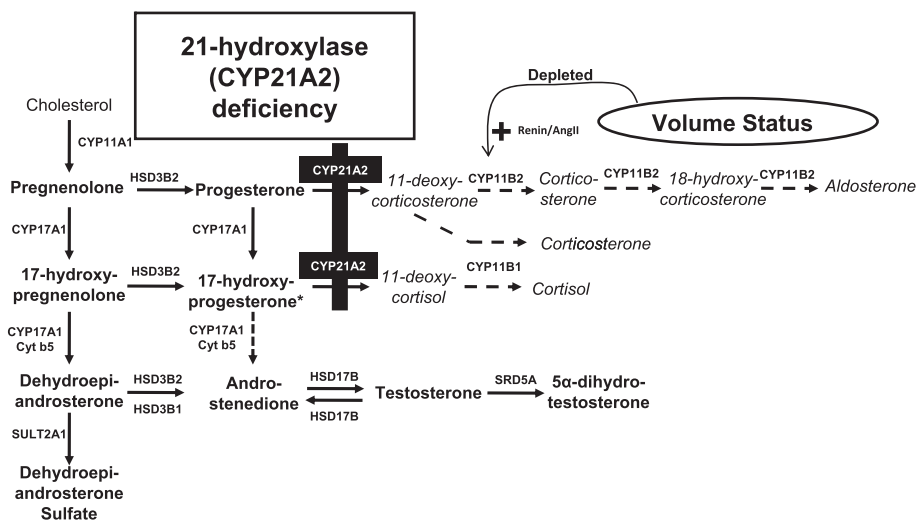 21-hydroxylase
(CYP21A2)
deficiency
Depleted
Volume Status
Renin/AngII
Cholesterol
CYP11A1
Pregnenolone
HSD3B2
Progesterone
CYP21A2
11-deoxy-
corticosterone
CYP11B2
Cortico-
sterone
CYP11B2
18-hydroxy-
corticosterone
CYP11B2
Aldosterone
CYP17A1
CYP17A1
Corticosterone
17-hydroxy-
pregnenolone
HSD3B2
17-hydroxy-
progesterone*
CYP21A2
11-deoxy-
cortisol
CYP11B1
Cortisol
CYP17A1
Cyt b5
CYP17A1
Cyt b5
Dehydroepi-
androsterone
HSD3B2
HSD3B1
Andro-
stenedione
HSD17B
HSD17B
Testosterone
SRD5A
5α-dihydro-
testosterone
SULT2A1
Dehydroepi-
androsterone
Sulfate